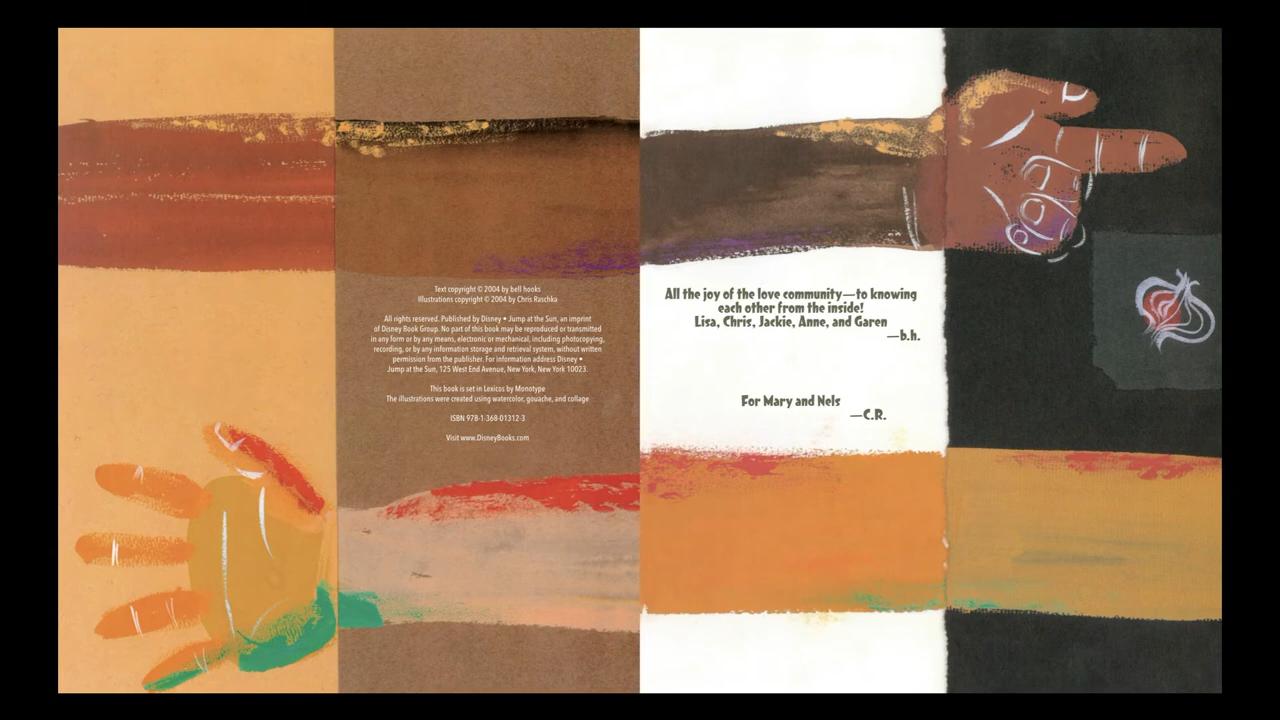 Text copyright © 2004 by bell hooks
Illustrations copyright © 2004 by Chris Raschka
All rights reserved. Published by Disney • Jump at the Sun, an imprint
of Disney Book Group. No part of this book may be reproduced or transmitted
in any form or by any means, electronic or mechanical, including photocopying,
recording, or by any information storage and retrieval system, without written
permission from the publisher. For information address Disney •
Jump at the Sun, 125 West End Avenue, New York, New York 10023.
This book is set in Lexicos by Monotype
The illustrations were created using watercolor, gouache, and collage
ISBN 978-1-368-01312-3
Visit www.DisneyBooks.com
All the joy of the love community—to knowing
each other from the inside!
Lisa, Chris, Jackie, Anne, and Garen
—b.h.
For Mary and Nels
—C.R.